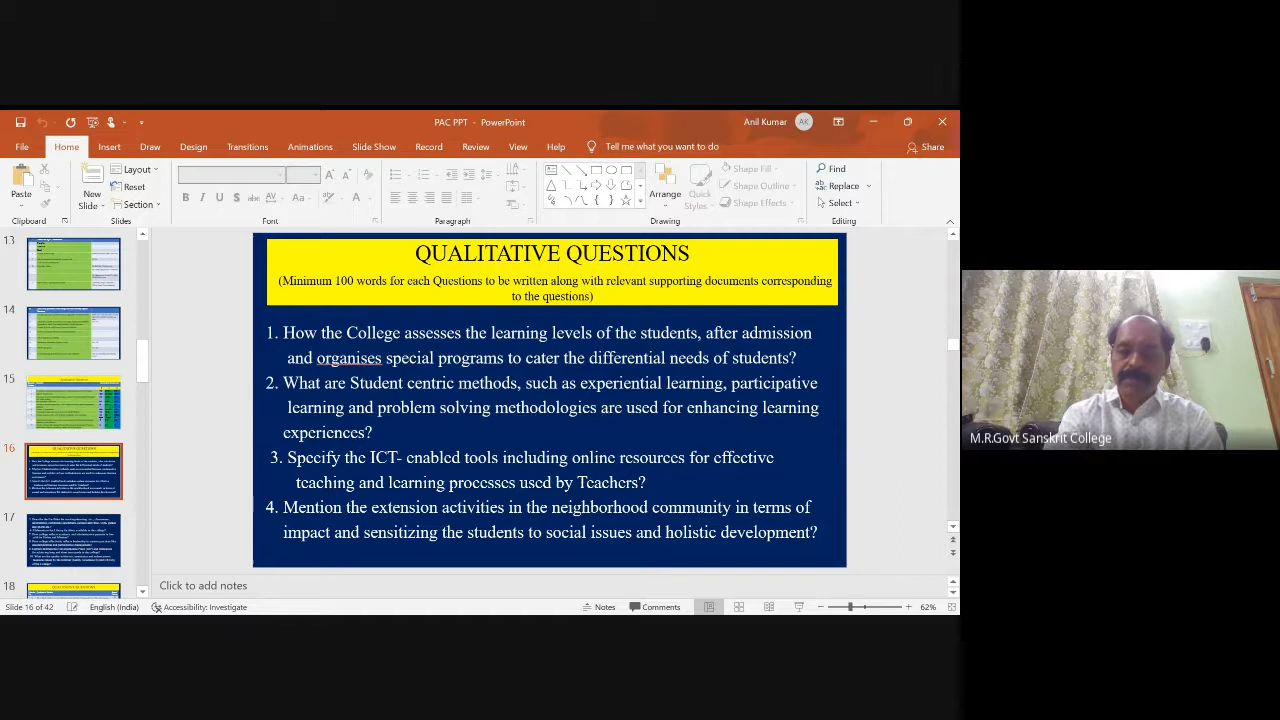 PAC PPT - PowerPoint
Anil Kumar
AK
File
Home
Insert
Draw
Design
Transitions
Animations
Slide Show
Record
Review
View
Help
Tell me what you want to do
Share
Paste
New
Slide
Layout
Reset
Section
Find
Replace
Select
Arrange
Quick
Styles
Shape Fill
Shape Outline
Shape Effects
Clipboard
Slides
Font
Paragraph
Drawing
Editing
13
14
15
16
17
18
QUALITATIVE QUESTIONS
(Minimum 100 words for each Questions to be written along with relevant supporting documents corresponding
to the questions)
1. How the College assesses the learning levels of the students, after admission
and organises special programs to cater the differential needs of students?
2. What are Student centric methods, such as experiential learning, participative
learning and problem solving methodologies are used for enhancing learning
experiences?
3. Specify the ICT- enabled tools including online resources for effective
teaching and learning processes used by Teachers?
4. Mention the extension activities in the neighborhood community in terms of
impact and sensitizing the students to social issues and holistic development?
Click to add notes
Slide 16 of 42
English (India)
Accessibility: Investigate
Notes
Comments
62%
M.R.Govt Sanskrit College